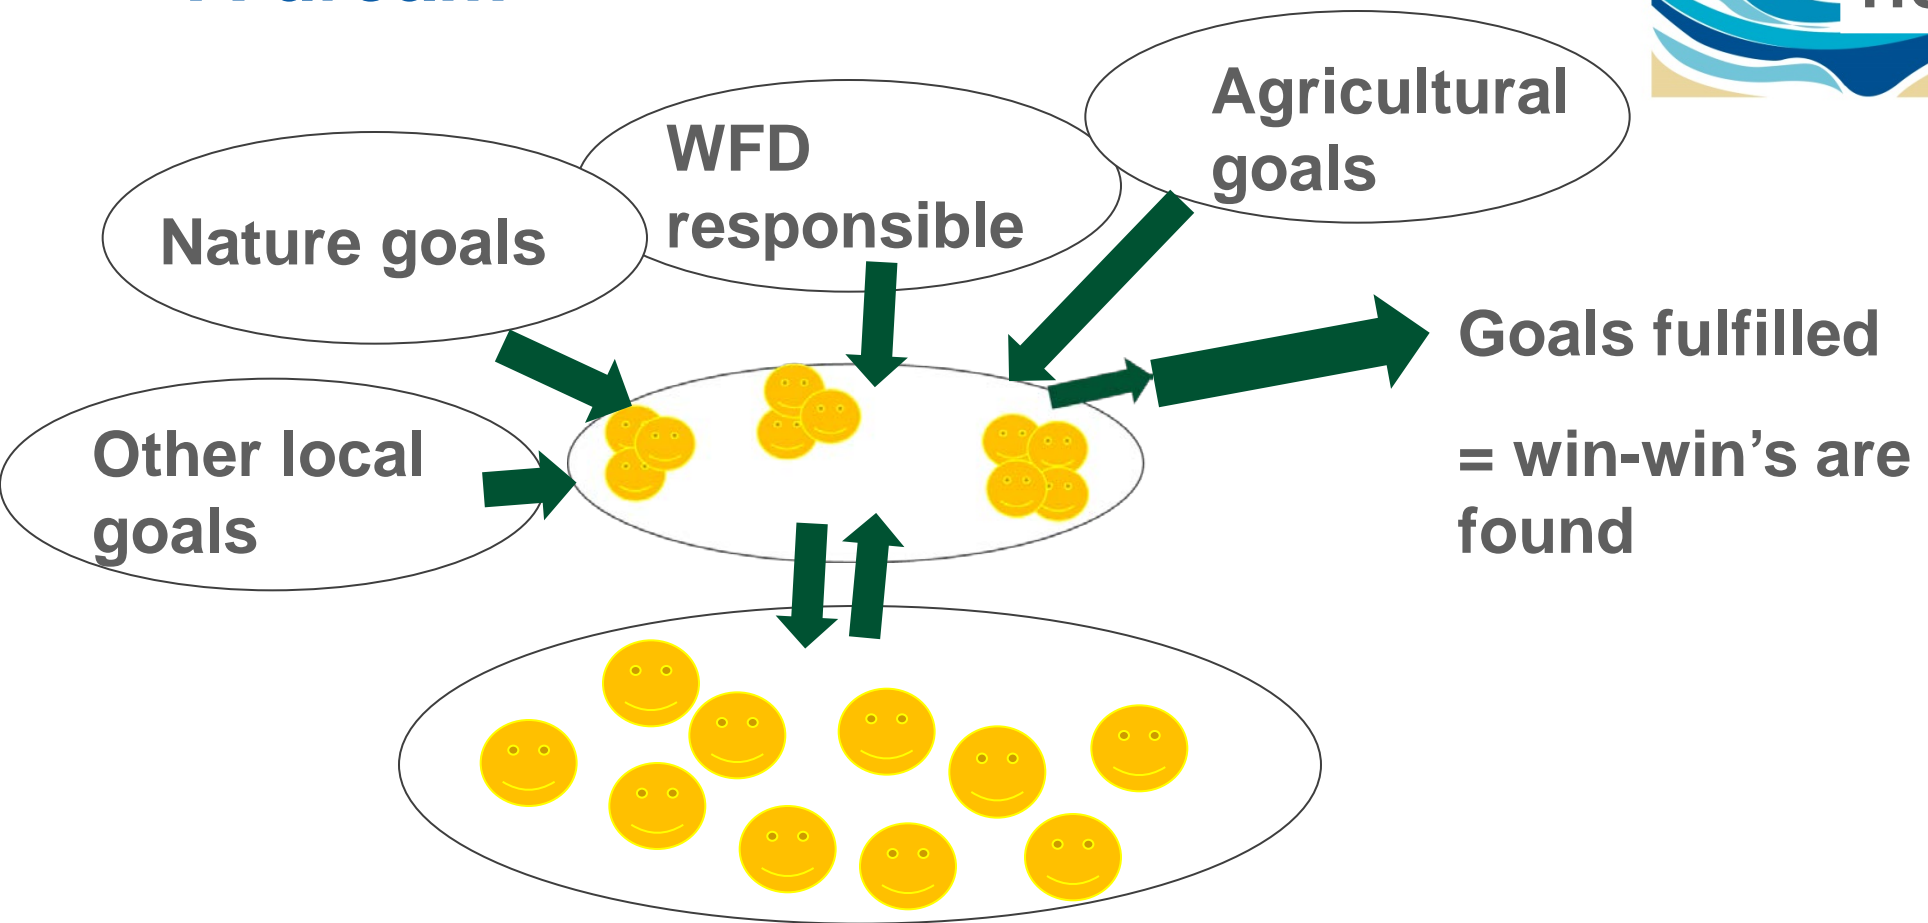 Nature goals
WFD
responsible
Agricultural
goals
Other local
goals
Goals fulfilled
= win-win’s are
found